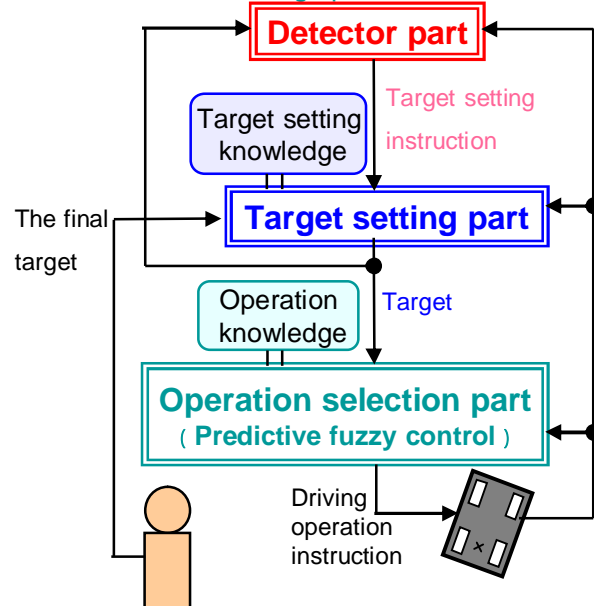 Detector part
Target setting
instruction
Target setting
knowledge
Target setting part
The final
target
Operation
knowledge
Target
Operation selection part
( Predictive fuzzy control )
Driving
operation
instruction
×